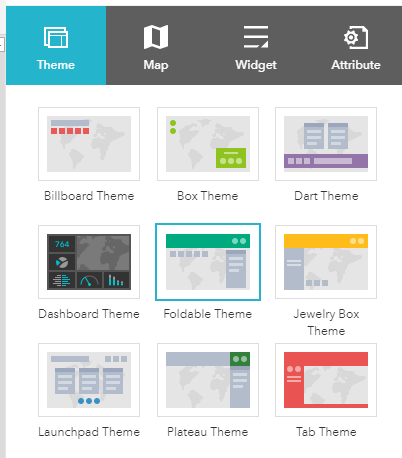 Theme Map Widget Attribute
Billboard Theme Box Theme Dart Theme
764
Dashboard Theme Foldable Theme Jewelry Box
Theme
Launchpad Theme Plateau Theme Tab Theme